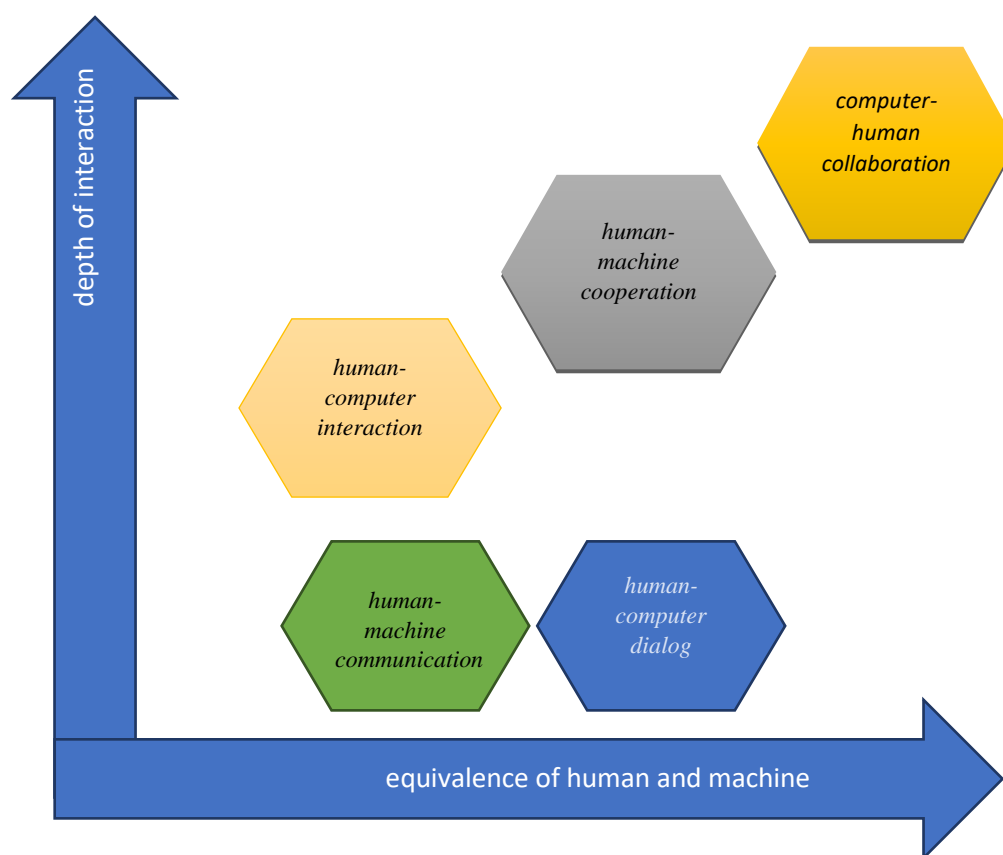 depth of interaction
computer-
human
collaboration
human-
machine
cooperation
human-
computer
interaction
human-
machine
communication
human-
computer
dialog
equivalence of human and machine